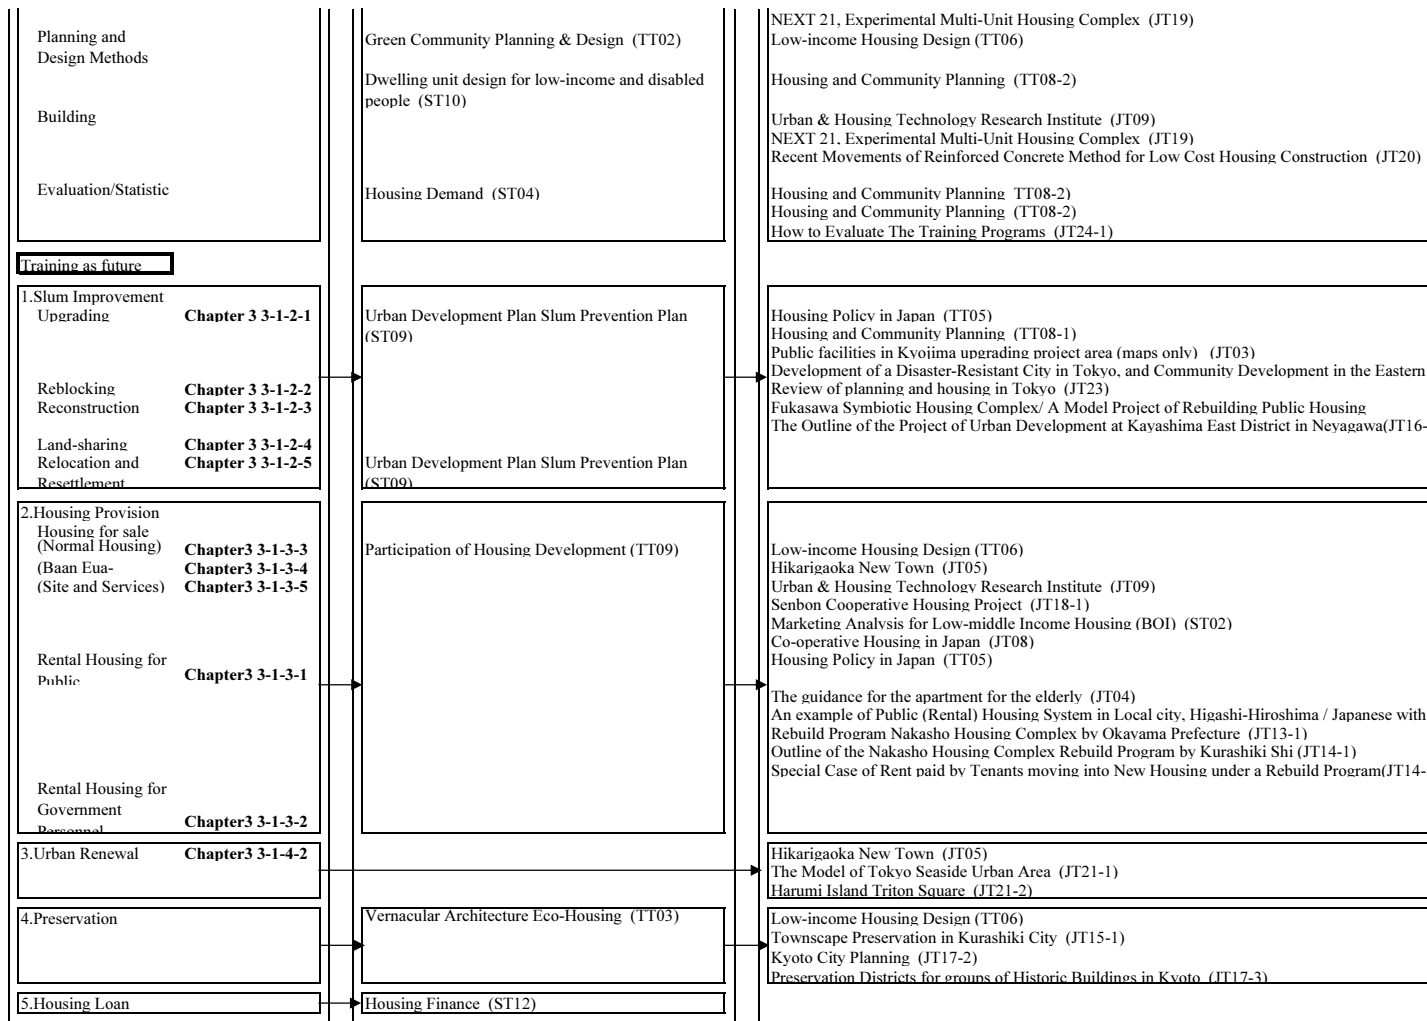 NEXT 21, Experimental Multi-Unit Housing Complex (JT19)
Planning and
Design Methods
Green Community Planning & Design (TT02)
Low-income Housing Design (TT06)
Dwelling unit design for low-income and disabled
people (ST10)
Housing and Community Planning (TT08-2)
Building
Urban & Housing Technology Research Institute (JT09)
NEXT 21, Experimental Multi-Unit Housing Complex (JT19)
Recent Movements of Reinforced Concrete Method for Low Cost Housing Construction (JT20)
Evaluation/Statistic
Housing Demand (ST04)
Housing and Community Planning TT08-2)
Housing and Community Planning (TT08-2)
How to Evaluate The Training Programs (JT24-1)
Training as future
1.Slum Improvement
Upgrading Chapter 3 3-1-2-1
Reblocking Chapter 3 3-1-2-2
Reconstruction Chapter 3 3-1-2-3
Land-sharing Chapter 3 3-1-2-4
Relocation and Chapter 3 3-1-2-5
Resettlement
Urban Development Plan Slum Prevention Plan
(ST09)
Urban Development Plan Slum Prevention Plan
(ST09)
Housing Policy in Japan (TT05)
Housing and Community Planning (TT08-1)
Public facilities in Kyojima upgrading project area (maps only) (JT03)
Development of a Disaster-Resistant City in Tokyo, and Community Development in the Eastern
Review of planning and housing in Tokyo (JT23)
Fukasawa Symbiotic Housing Complex/ A Model Project of Rebuilding Public Housing
The Outline of the Project of Urban Development at Kayashima East District in Neyagawa(JT16-
2.Housing Provision
Housing for sale
(Normal Housing) Chapter3 3-1-3-3
(Baan Eua- Chapter3 3-1-3-4
(Site and Services) Chapter3 3-1-3-5
Rental Housing for
Public Chapter3 3-1-3-1
Rental Housing for
Government
Personnel Chapter3 3-1-3-2
Participation of Housing Development (TT09)
Low-income Housing Design (TT06)
Hikarigaoka New Town (JT05)
Urban & Housing Technology Research Institute (JT09)
Senbon Cooperative Housing Project (JT18-1)
Marketing Analysis for Low-middle Income Housing (BOI) (ST02)
Co-operative Housing in Japan (JT08)
Housing Policy in Japan (TT05)
The guidance for the apartment for the elderly (JT04)
An example of Public (Rental) Housing System in Local city, Higashi-Hiroshima / Japanese with
Rebuild Program Nakasho Housing Complex by Okayama Prefecture (JT13-1)
Outline of the Nakasho Housing Complex Rebuild Program by Kurashiki Shi (JT14-1)
Special Case of Rent paid by Tenants moving into New Housing under a Rebuild Program(JT14-
3.Urban Renewal Chapter3 3-1-4-2
Hikarigaoka New Town (JT05)
The Model of Tokyo Seaside Urban Area (JT21-1)
Harumi Island Triton Square (JT21-2)
4.Preservation
Vernacular Architecture Eco-Housing (TT03)
Low-income Housing Design (TT06)
Townscape Preservation in Kurashiki City (JT15-1)
Kyoto City Planning (JT17-2)
Preservation Districts for groups of Historic Buildings in Kyoto (JT17-3)
5.Housing Loan
Housing Finance (ST12)